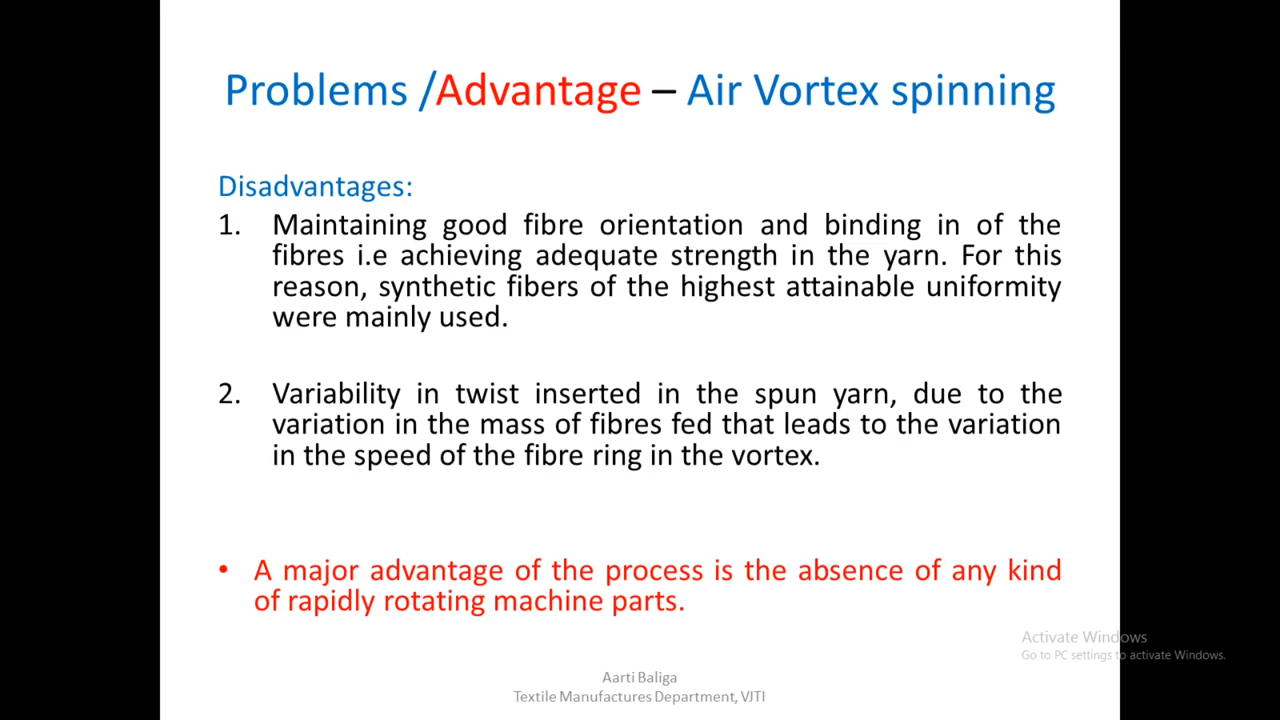 Problems /Advantage – Air Vortex spinning
Disadvantages:
1. Maintaining good fibre orientation and binding in of the
fibres i.e achieving adequate strength in the yarn. For this
reason, synthetic fibers of the highest attainable uniformity
were mainly used.
2. Variability in twist inserted in the spun yarn, due to the
variation in the mass of fibres fed that leads to the variation
in the speed of the fibre ring in the vortex.
• A major advantage of the process is the absence of any kind
of rapidly rotating machine parts.
Activate Windows
Go to PC settings to activate Windows.
Aarti Baliga
Textile Manufactures Department, VJTI